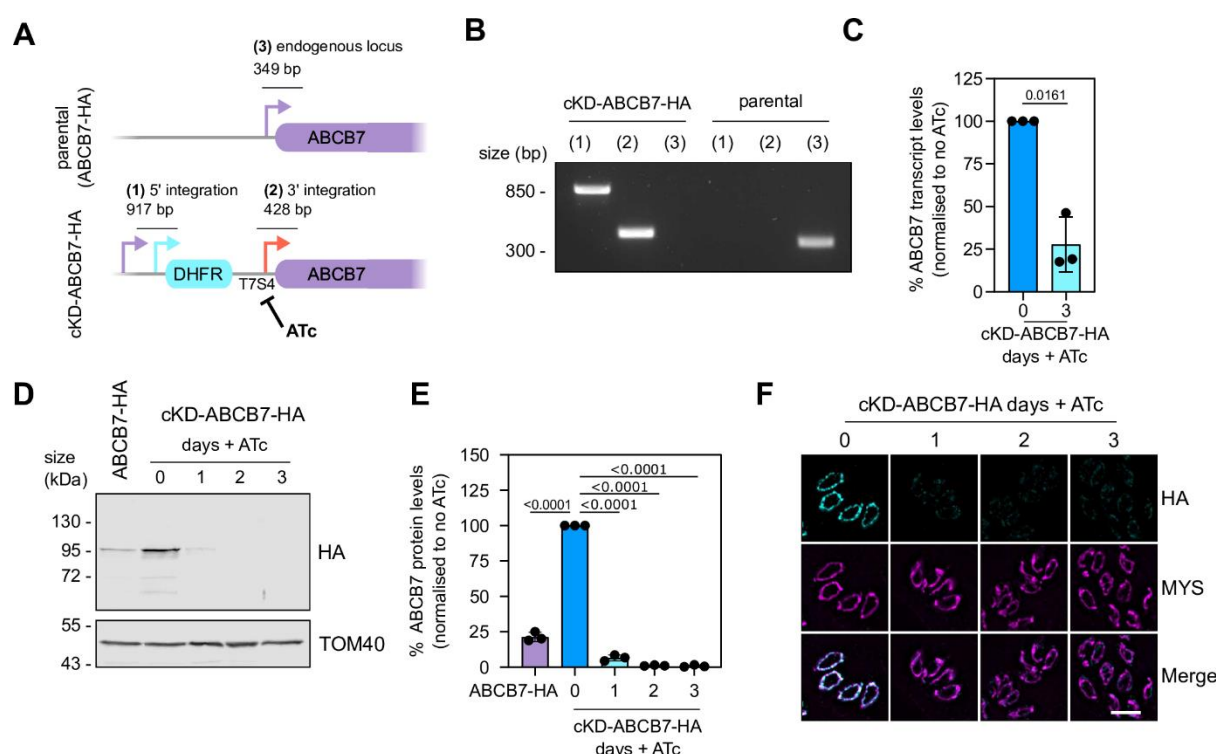 A
parental
(ABCB7-HA)
(3) endogenous locus
349 bp
ABCB7
cKD-ABCB7-HA
(1) 5' integration
917 bp
(2) 3' integration
428 bp
DHFR
T7S4
ABCB7
ATc
B
cKD-ABCB7-HA parental
(1) (2) (3) (1) (2) (3)
size (bp)
850 -
300 -
C
% ABCB7 transcript levels
(normalised to no ATc)
125
100
75
50
25
0
0.0161
0 3
cKD-ABCB7-HA
days + ATc
D
ABCB7-HA
cKD-ABCB7-HA
days + ATc
size
(kDa)
0 1 2 3
130 -
95 -
72 -
HA
55 -
43 -
TOM40
E
% ABCB7 protein levels
(normalised to no ATc)
150
125
100
75
50
25
0
<0.0001
<0.0001
<0.0001
<0.0001
ABCB7-HA 0 1 2 3
cKD-ABCB7-HA
days + ATc
F
cKD-ABCB7-HA days + ATc
0 1 2 3
HA
MYS
Merge